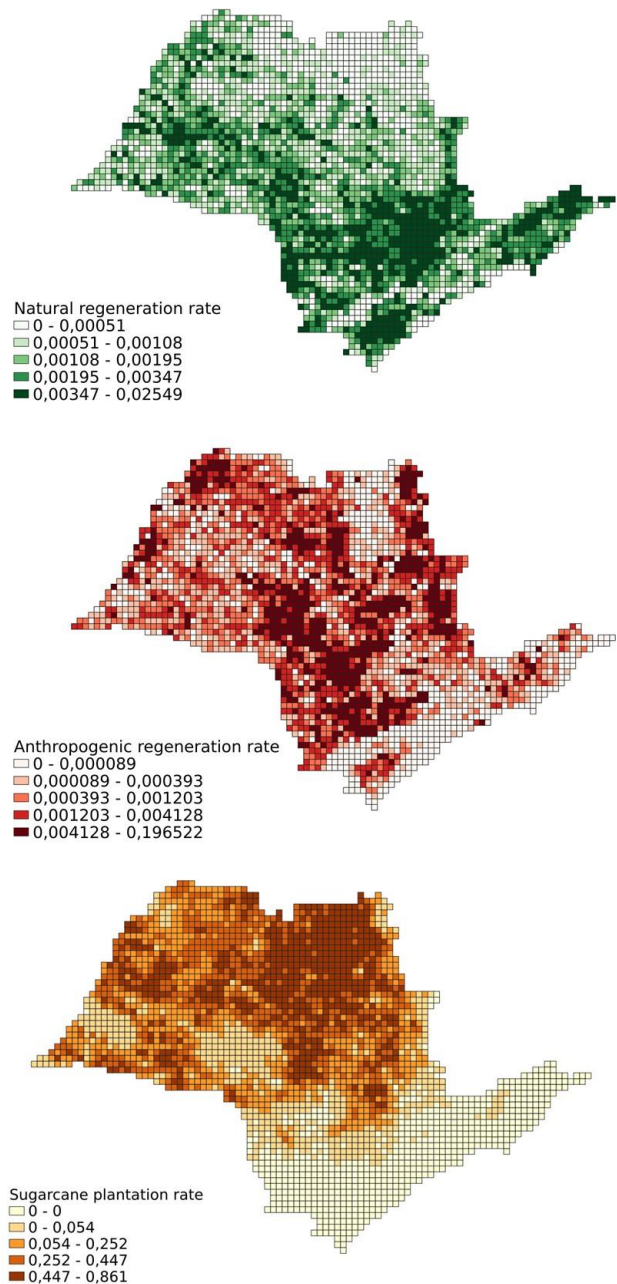 Natural regeneration rate
0 - 0,00051
0,00051 - 0,00108
0,00108 - 0,00195
0,00195 - 0,00347
0,00347 - 0,02549
Anthropogenic regeneration rate
0 - 0,000089
0,000089 - 0,000393
0,000393 - 0,001203
0,001203 - 0,004128
0,004128 - 0,196522
Sugarcane plantation rate
0 - 0
0 - 0,054
0,054 - 0,252
0,252 - 0,447
0,447 - 0,861